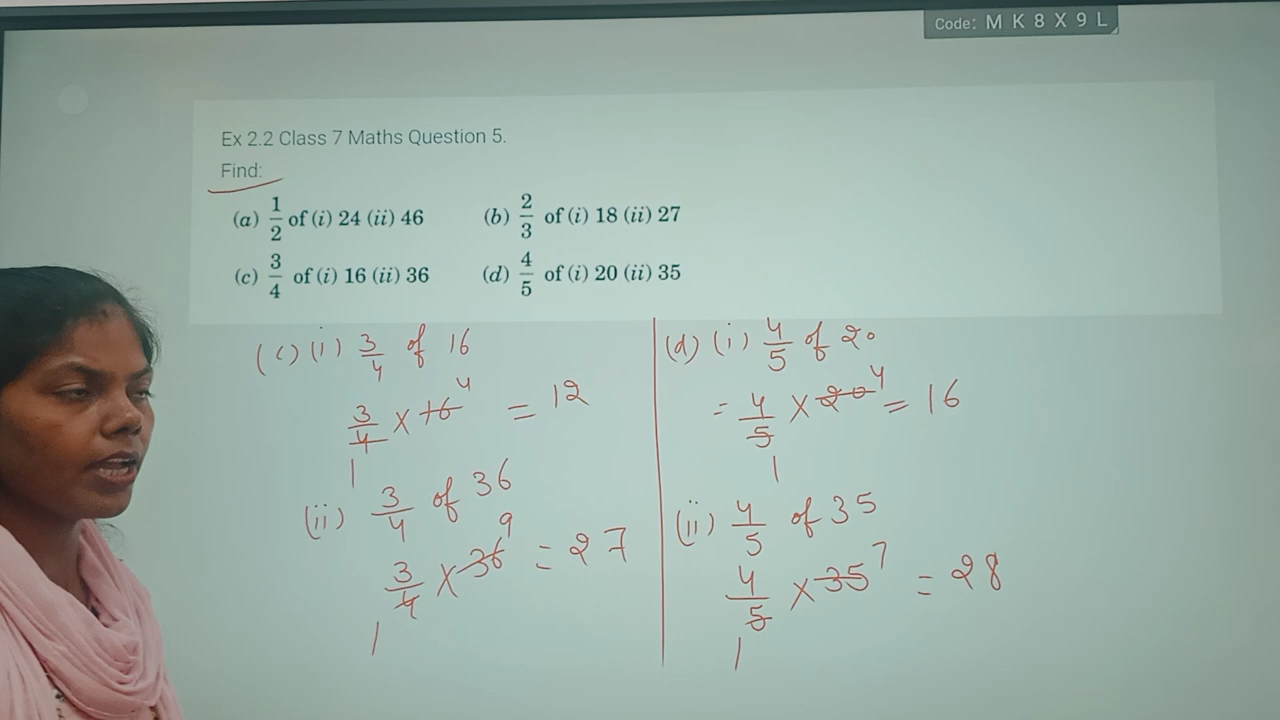 Code: M K 8 X 9 L
Ex 2.2 Class 7 Maths Question 5.
Find:
(a) 1/2 of (i) 24 (ii) 46 (b) 2/3 of (i) 18 (ii) 27
(c) 3/4 of (i) 16 (ii) 36 (d) 4/5 of (i) 20 (ii) 35
(c) (i) 3/4 of 16
3/4 × 16 4 = 12
1
(ii) 3/4 of 36
3/4 × 36 9 = 27
1
(d) (i) 4/5 of 20
= 4/5 × 20 4 = 16
1
(ii) 4/5 of 35
4/5 × 35 7 = 28
1